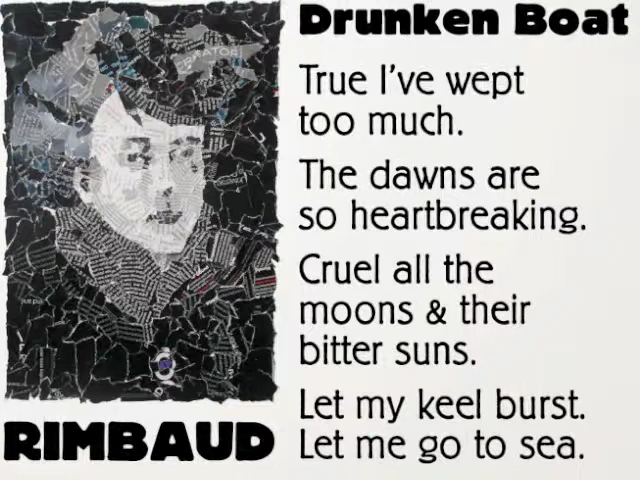 Drunken Boat
True I've wept
too much.
The dawns are
so heartbreaking.
Cruel all the
moons & their
bitter suns.
Let my keel burst.
Let me go to sea.
RIMBAUD